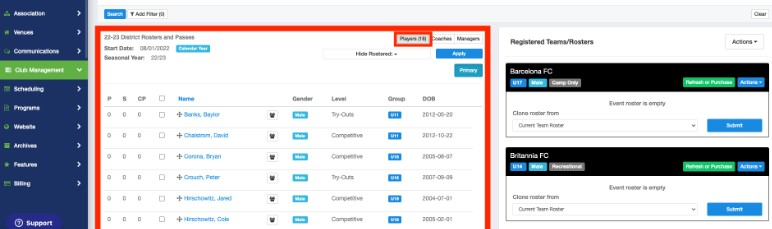 Search
Add Filter (0)
Clear
Association
Venues
Communications
Club Management
Scheduling
Programs
Website
Archives
Features
Billing
Support
22-23 District Rosters and Passes
Players (18)
Coaches
Managers
Start Date: 08/01/2022
Calendar Year
Seasonal Year: 22/23
Hide Rostered:
Apply
Primary
P S CP Name Gender Level Group DOB
0 0 0 Banks, Baylor Male Try-Outs U11 2012-05-20
0 0 0 Chalstrom, David Male Competitive U11 2012-10-22
0 0 0 Corona, Bryan Male Competitive 2005-08-07
0 0 0 Crouch, Peter Male Try-Outs 2007-09-09
0 0 0 Hirschowitz, Jared Male Competitive 2004-07-01
0 0 0 Hirschowitz, Cole Male Competitive 2005-02-01
Registered Teams/Rosters
Actions
Barcelona FC
U17 Male Camp Only
Refresh or Purchase
Actions
Event roster is empty
Clone roster from
Current Team Roster
Submit
Britannia FC
U14 Male Recreational
Refresh or Purchase
Actions
Event roster is empty
Clone roster from
Current Team Roster
Submit